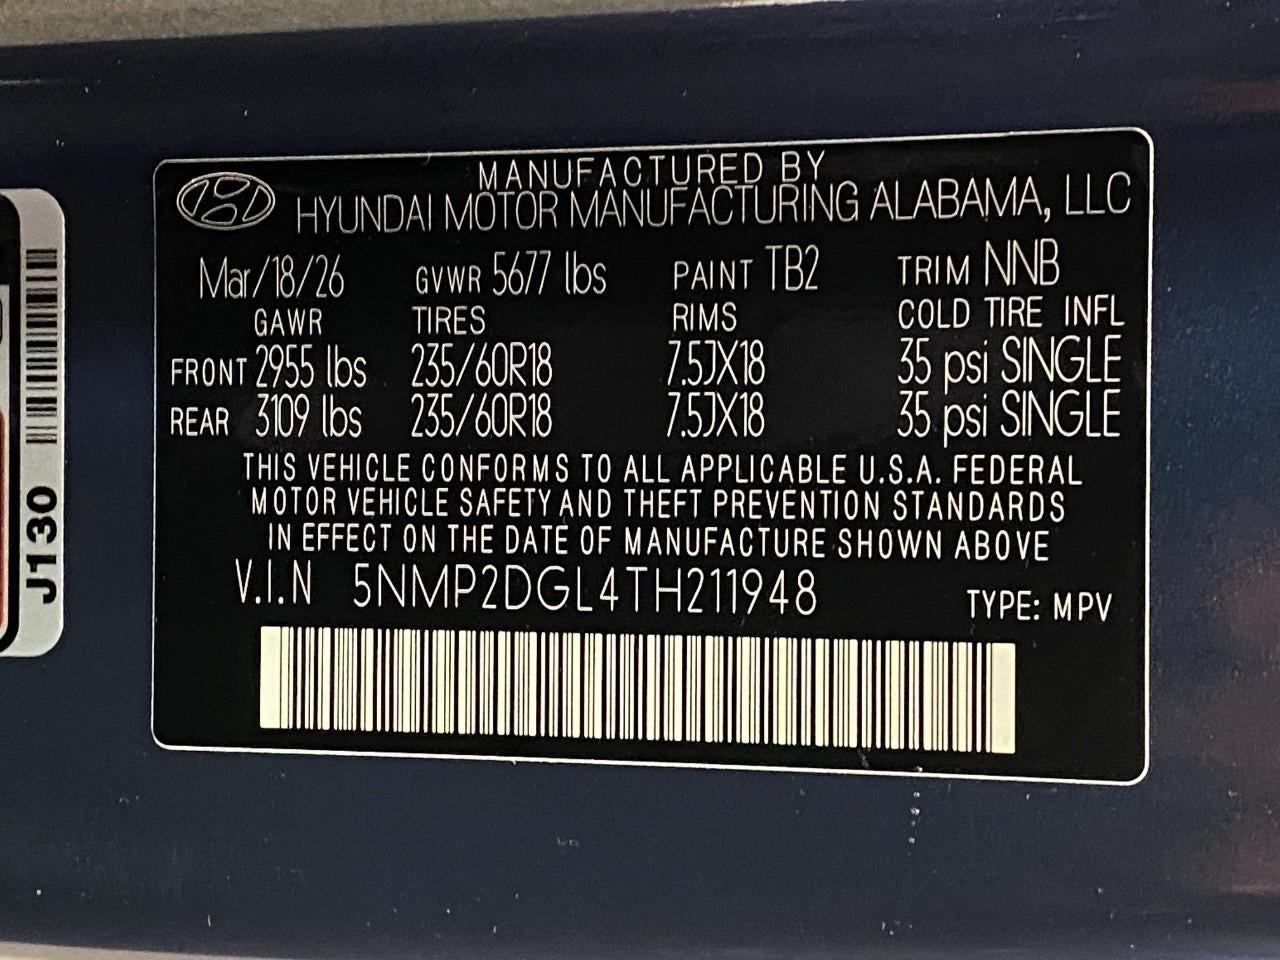 MANUFACTURED BY
HYUNDAI MOTOR MANUFACTURING ALABAMA, LLC
Mar/18/26 GVWR 5677 lbs PAINT TB2 TRIM NNB
GAWR TIRES RIMS COLD TIRE INFL
FRONT 2955 lbs 235/60R18 7.5JX18 35 psi SINGLE
REAR 3109 lbs 235/60R18 7.5JX18 35 psi SINGLE
THIS VEHICLE CONFORMS TO ALL APPLICABLE U.S.A. FEDERAL
MOTOR VEHICLE SAFETY AND THEFT PREVENTION STANDARDS
IN EFFECT ON THE DATE OF MANUFACTURE SHOWN ABOVE
V.I.N 5NMP2DGL4TH211948 TYPE: MPV
J130